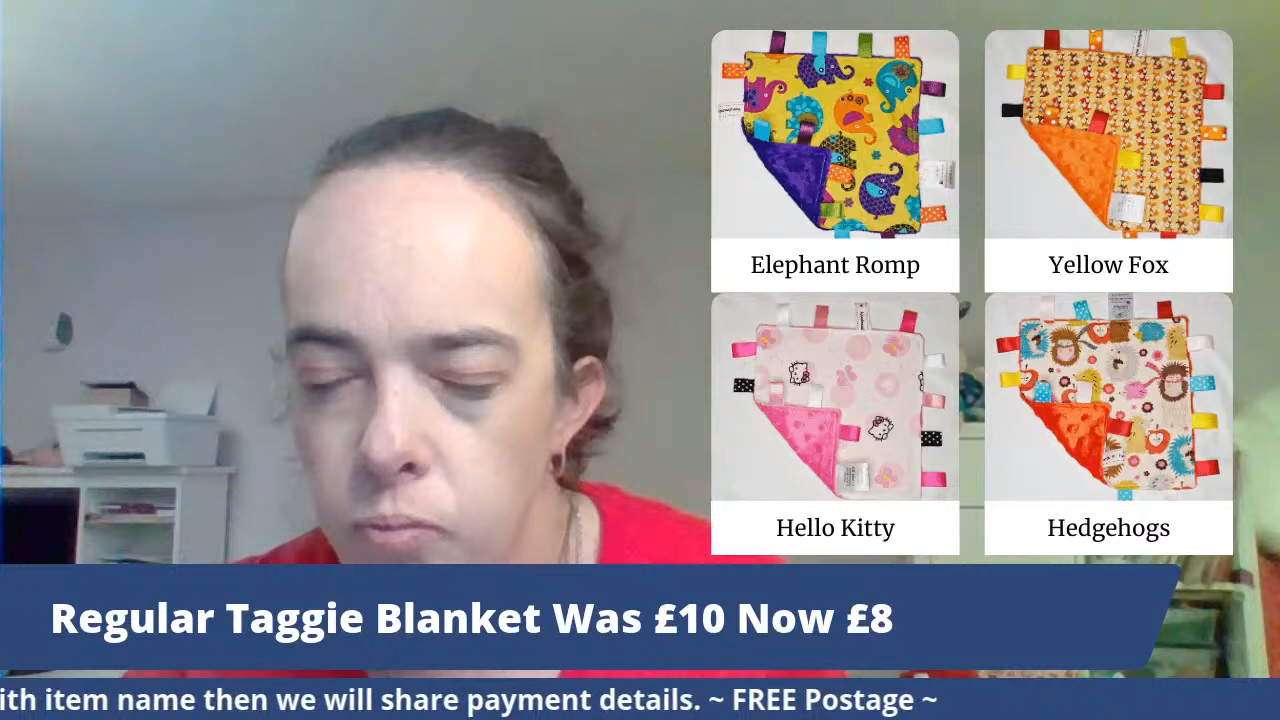 Elephant Romp
Yellow Fox
Hello Kitty
Hedgehogs
Regular Taggie Blanket Was £10 Now £8
ith item name then we will share payment details. ~ FREE Postage ~